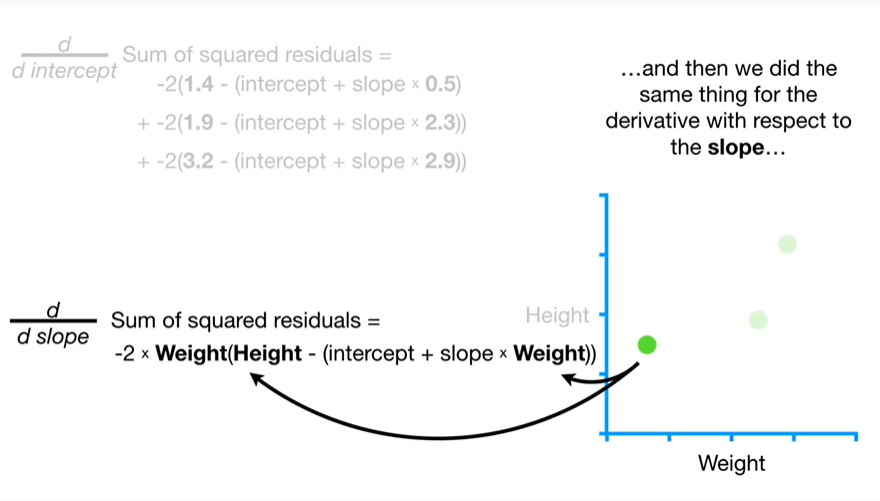 d
d intercept
Sum of squared residuals =
-2(1.4 - (intercept + slope × 0.5)
+ -2(1.9 - (intercept + slope × 2.3))
+ -2(3.2 - (intercept + slope × 2.9))
…and then we did the
same thing for the
derivative with respect to
the slope…
d
d slope
Sum of squared residuals =
-2 × Weight(Height - (intercept + slope × Weight))
Height
Weight